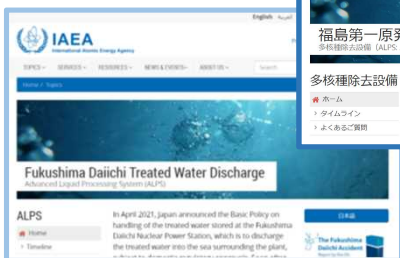 English
العربية
IAEA
International Atomic Energy Agency
TOPICS
SERVICES
RESOURCES
NEWS & EVENTS
ABOUT US
Search
Home / Topics
Fukushima Daiichi Treated Water Discharge
Advanced Liquid Processing System (ALPS)
ALPS
Home
Timeline
In April 2021, Japan announced the Basic Policy on
handling of the treated water stored at the Fukushima
Daiichi Nuclear Power Station, which is to discharge
the treated water into the sea surrounding the plant,
日本語
The Fukushima
Daiichi Accident
福島第一原発
多核種除去設備 (ALPS:
多核種除去設備
ホーム
タイムライン
よくあるご質問